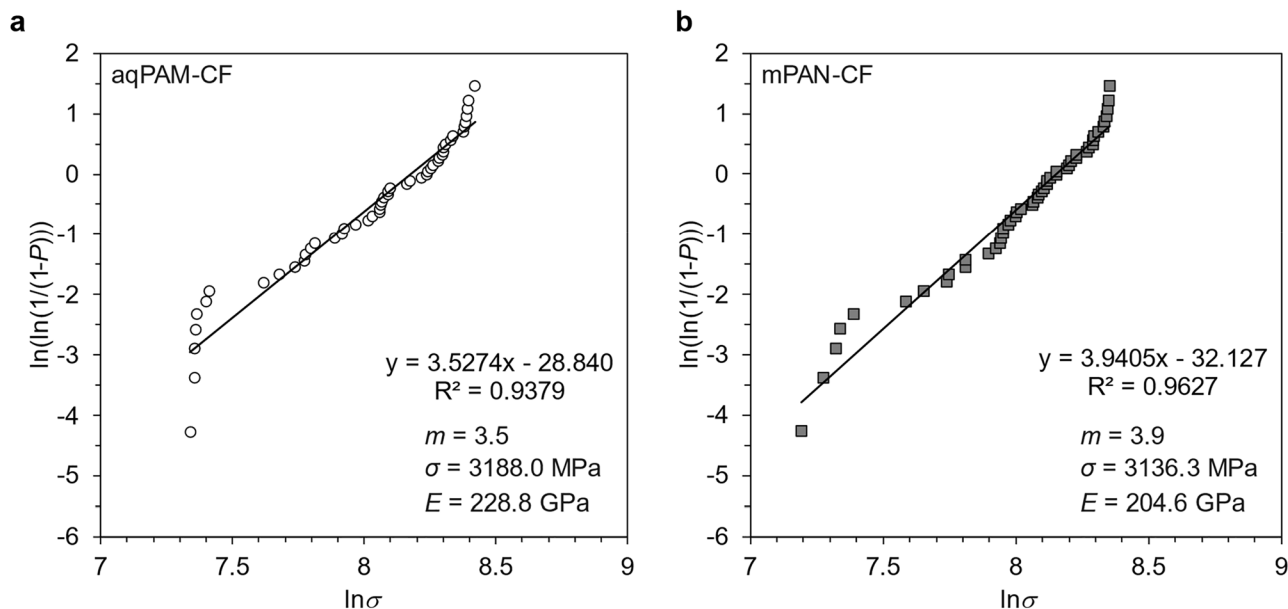 a
aqPAM-CF
2
1
0
-1
-2
-3
-4
-5
-6
ln(ln(1/(1-P)))
y = 3.5274x - 28.840
R² = 0.9379
m = 3.5
σ = 3188.0 MPa
E = 228.8 GPa
7
7.5
8
8.5
9
lnσ
b
mPAN-CF
2
1
0
-1
-2
-3
-4
-5
-6
ln(ln(1/(1-P)))
y = 3.9405x - 32.127
R² = 0.9627
m = 3.9
σ = 3136.3 MPa
E = 204.6 GPa
7
7.5
8
8.5
9
lnσ